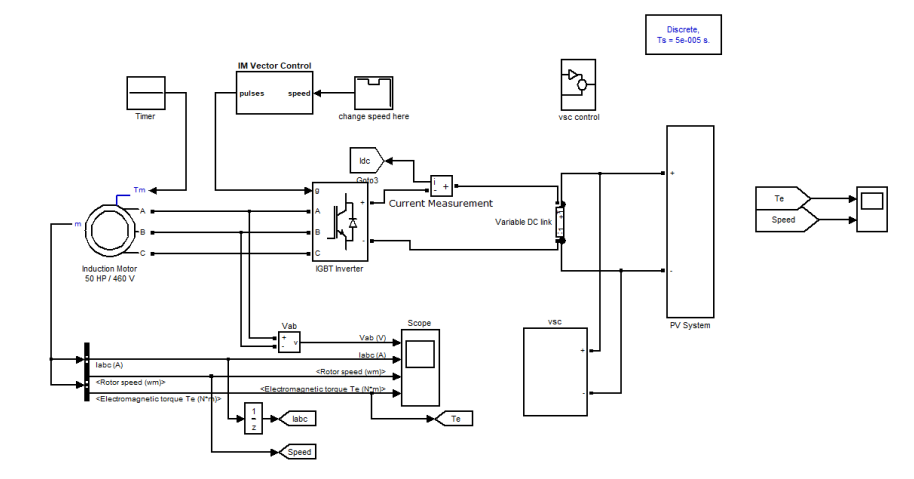 Discrete,
Ts = 5e-005 s.
IM Vector Control
pulses
speed
Timer
change speed here
vsc control
Idc
Goto3
i
-
+
Current Measurement
Tm
m
A
B
C
Induction Motor
50 HP / 460 V
g
A
B
C
+
-
IGBT Inverter
Variable DC link
+
-
PV System
Te
Speed
vsc
+
-
Vab
+
-
v
Scope
Vab (V)
Iabc (A)
<Rotor speed (wm)>
<Electromagnetic torque Te (N*m)>
Iabc (A)
<Rotor speed (wm)>
<Electromagnetic torque Te (N*m)>
1
z
Iabc
Te
Speed